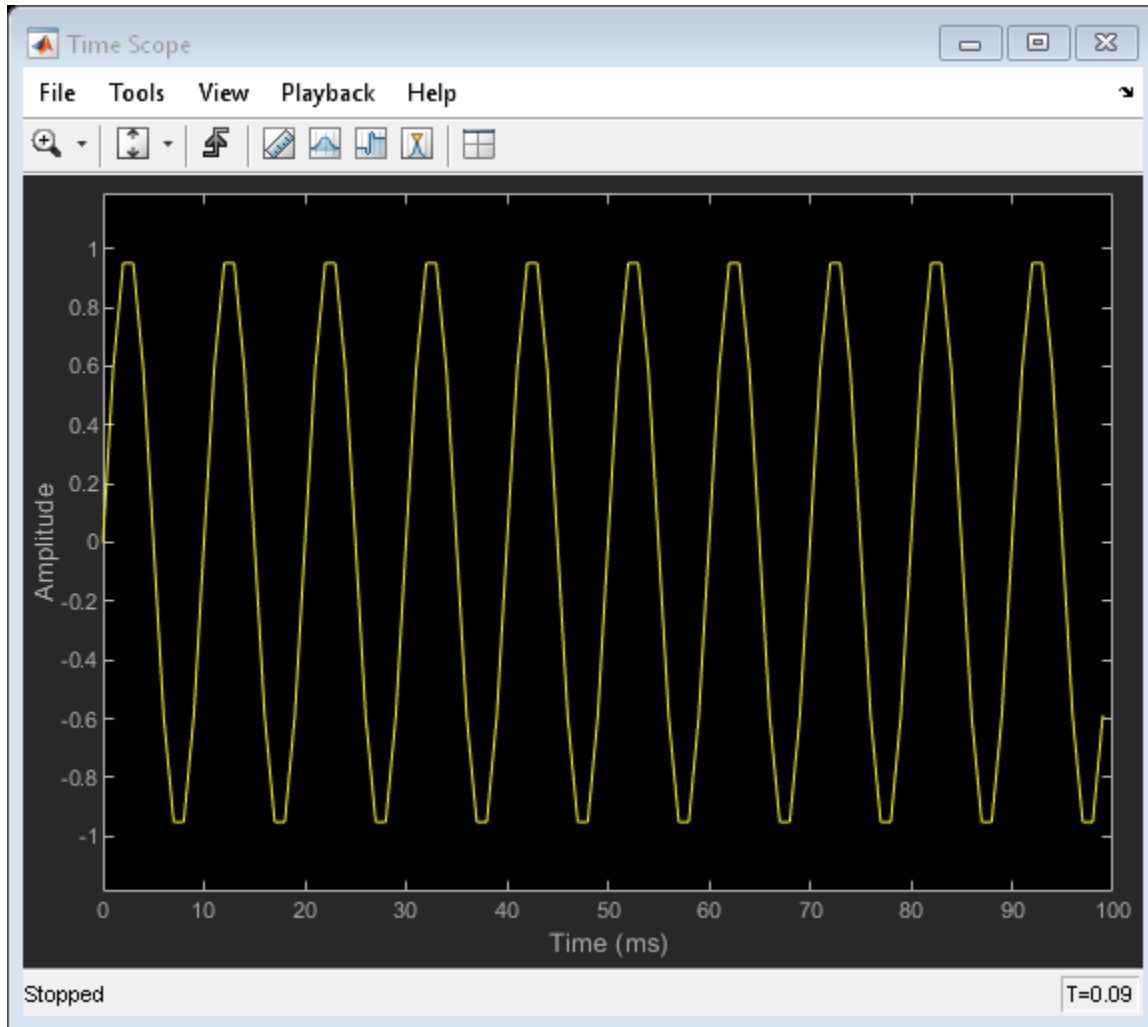 Time Scope
File Tools View Playback Help
1
0.8
0.6
0.4
0.2
0
-0.2
-0.4
-0.6
-0.8
-1
Amplitude
0 10 20 30 40 50 60 70 80 90 100
Time (ms)
Stopped T=0.09